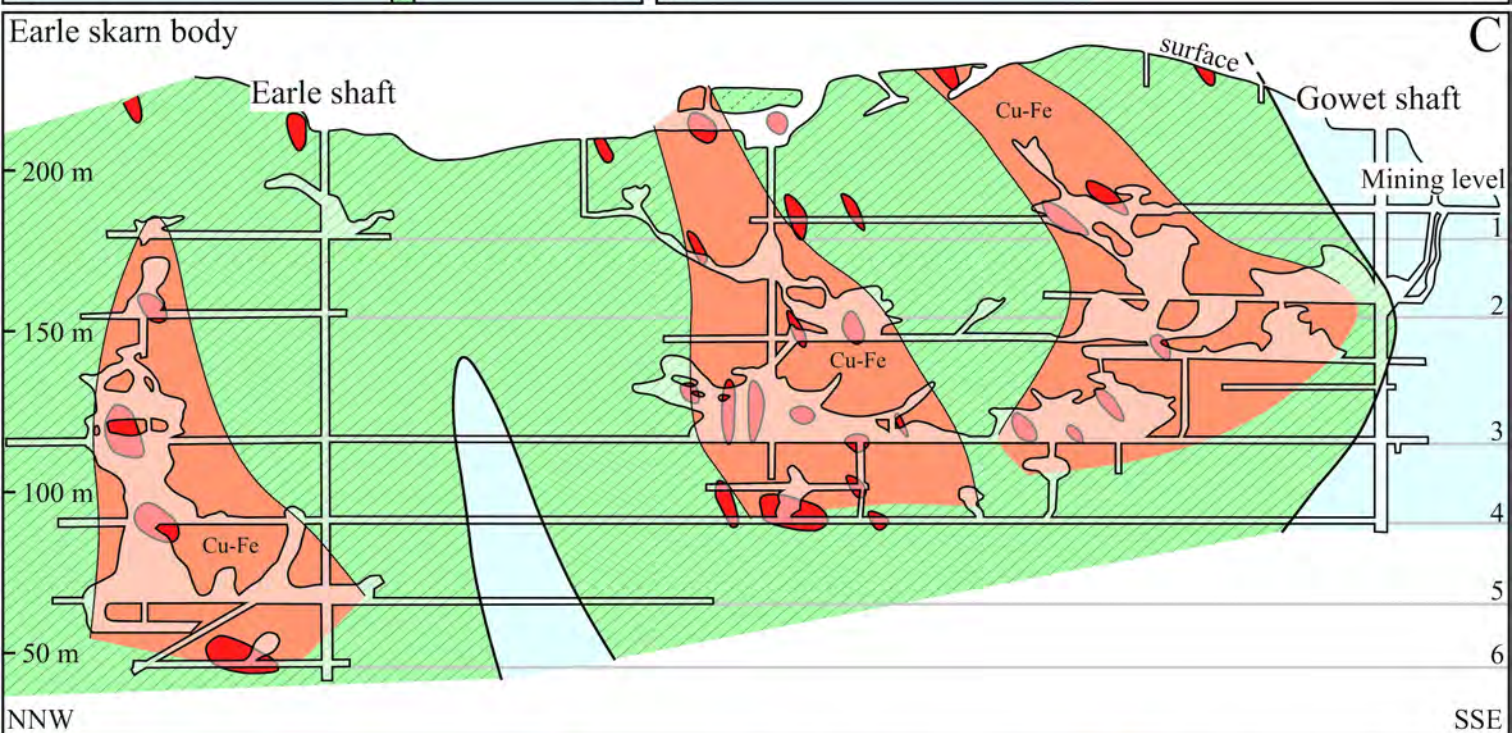 Earle skarn body
C
surface
Earle shaft
Gowet shaft
Cu-Fe
200 m
Mining level
1
2
150 m
Cu-Fe
3
100 m
4
Cu-Fe
5
50 m
6
NNW
SSE